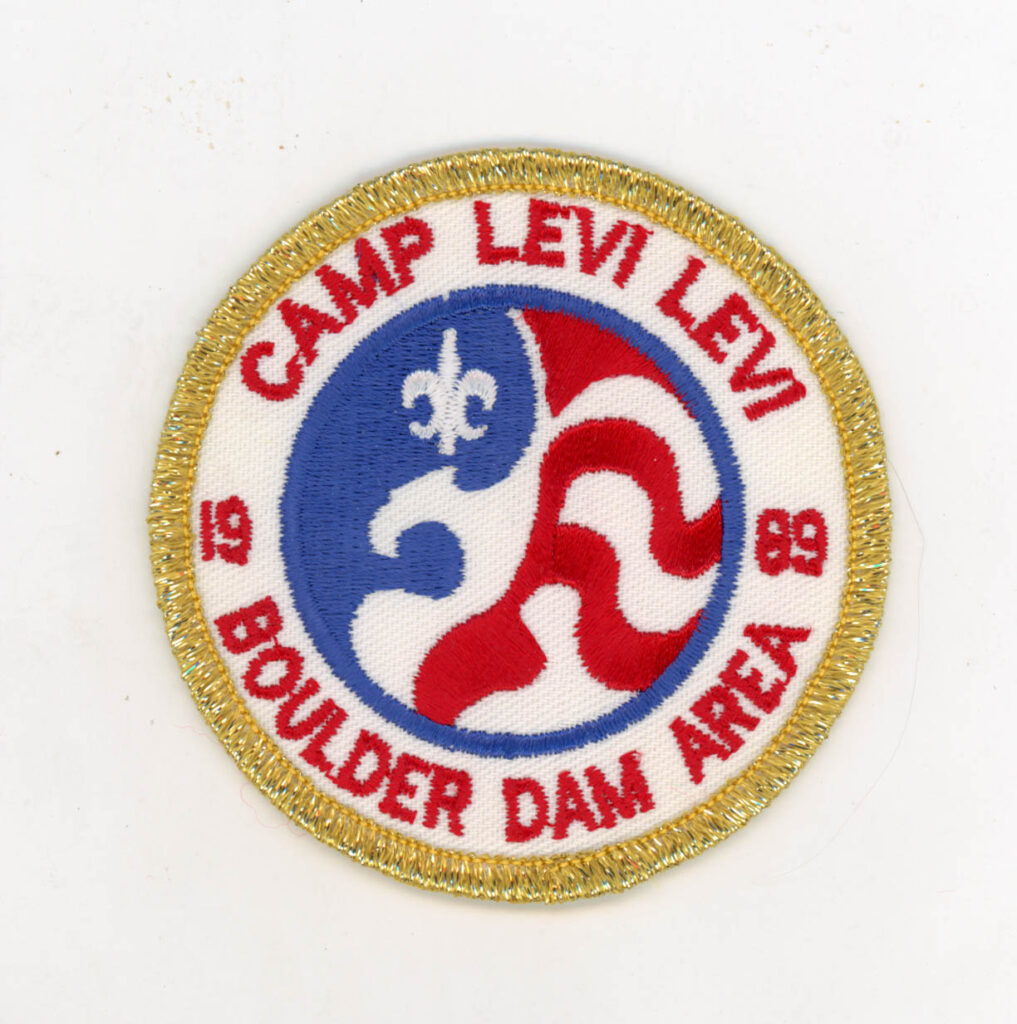 CAMP LEVI LEVI
19 89
BOULDER DAM AREA